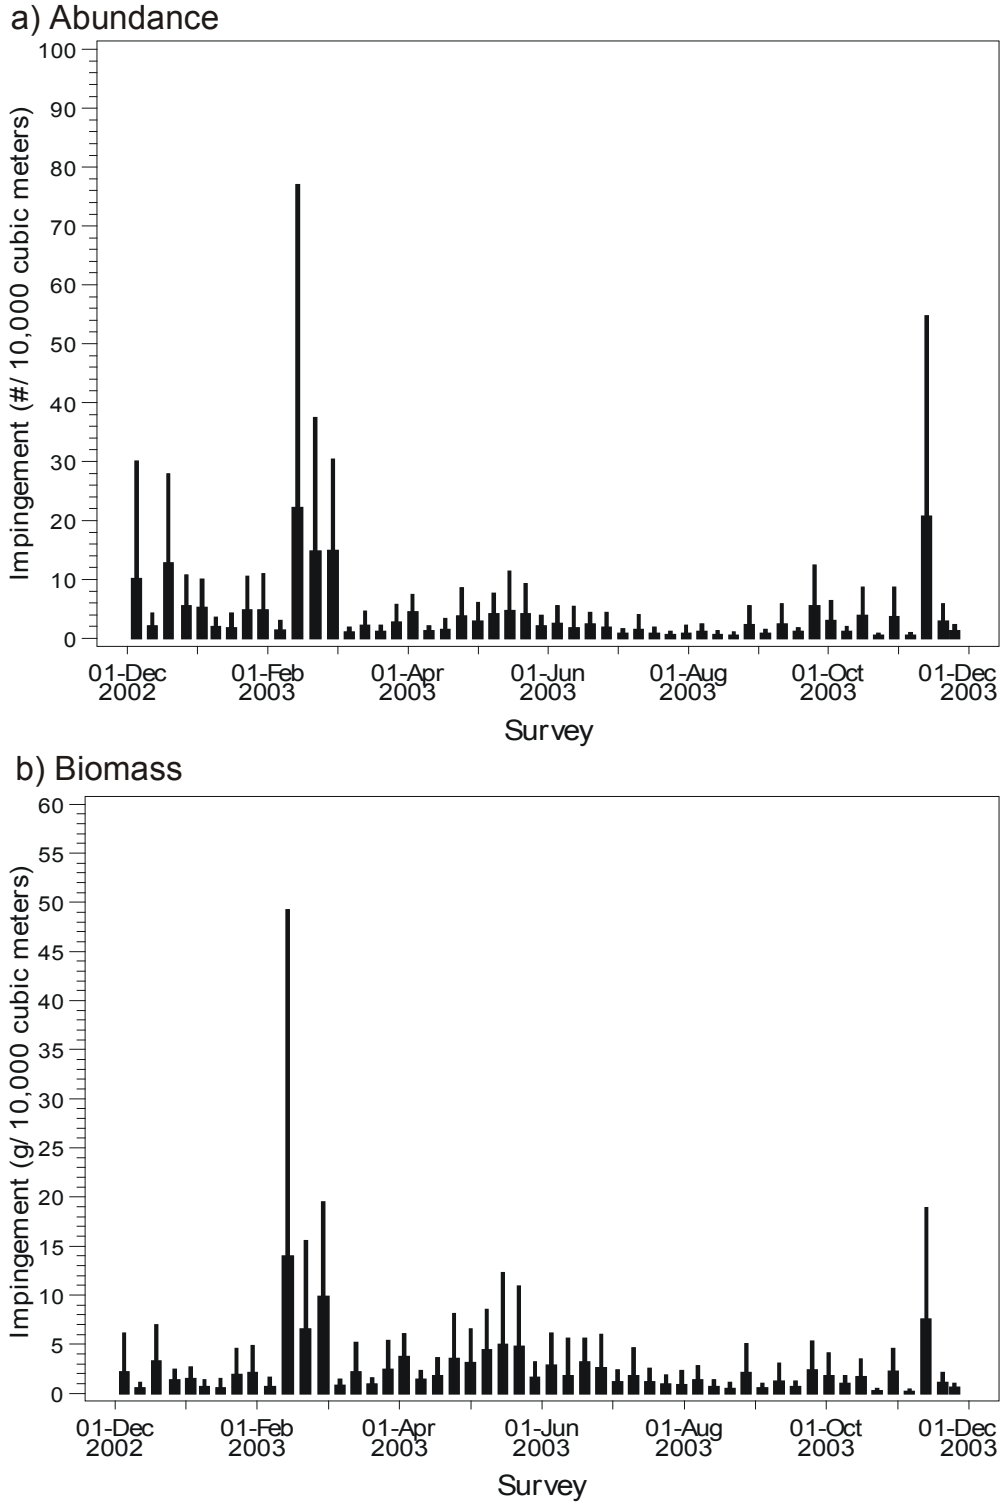 a) Abundance
100
90
80
70
60
50
40
30
20
10
0
Impingement (#/ 10,000 cubic meters)
01-Dec 01-Feb 01-Apr 01-Jun 01-Aug 01-Oct 01-Dec
2002 2003 2003 2003 2003 2003 2003
Survey
b) Biomass
60
55
50
45
40
35
30
25
20
15
10
5
0
Impingement (g/ 10,000 cubic meters)
01-Dec 01-Feb 01-Apr 01-Jun 01-Aug 01-Oct 01-Dec
2002 2003 2003 2003 2003 2003 2003
Survey